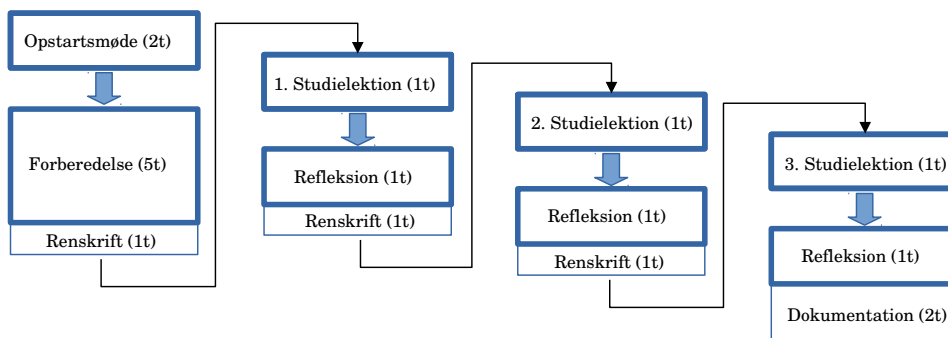 Opstartsmøde (2t)
Forberedelse (5t)
Renskrift (1t)
1. Studielektion (1t)
Refleksion (1t)
Renskrift (1t)
2. Studielektion (1t)
Refleksion (1t)
Renskrift (1t)
3. Studielektion (1t)
Refleksion (1t)
Dokumentation (2t)